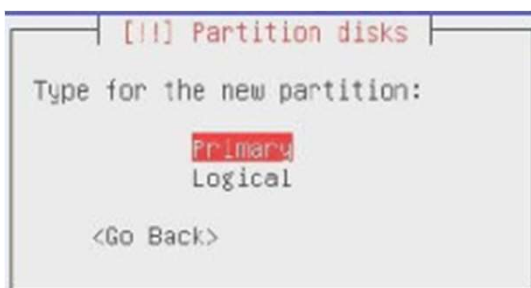 [!!] Partition disks
Type for the new partition:
Primary
Logical
<Go Back>